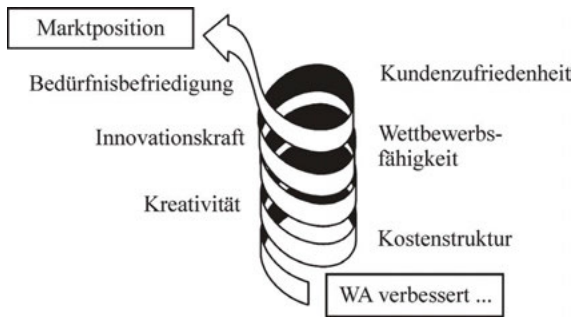 Marktposition
Bedürfnisbefriedigung
Kundenzufriedenheit
Innovationskraft
Wettbewerbs-
fähigkeit
Kreativität
Kostenstruktur
WA verbessert ...